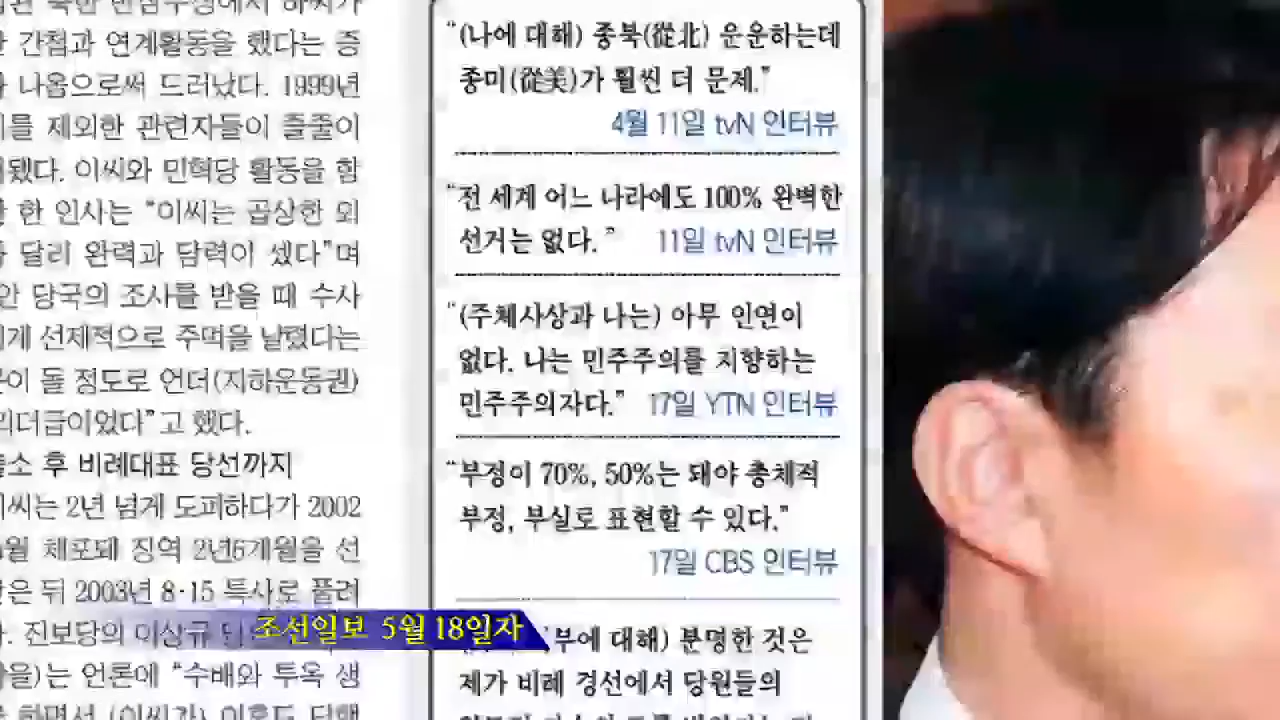 간첩과 연계활동을 했다는 증
나옴으로써 드러났다. 1999년
를 제외한 관련자들이 줄줄이
됐다. 이씨와 민혁당 활동을 함
한 인사는 “이씨는 곱상한 외
달리 완력과 담력이 셌다”며
안 당국의 조사를 받을 때 수사
에게 선제적으로 주먹을 날렸다는
돌 정도로 언더(지하운동권)
리더급이었다”고 했다.
출소 후 비례대표 당선까지
이씨는 2년 넘게 도피하다가 2002
월 체포돼 징역 2년6개월을 선
받은 뒤 2003년 8·15 특사로 풀려
진보당의 이상규
을)는 언론에 “수배와 투옥 생
“(나에 대해) 종북(從北) 운운하는데
종미(從美)가 훨씬 더 문제.”
4월 11일 tvN 인터뷰
“전 세계 어느 나라에도 100% 완벽한
선거는 없다.” 11일 tvN 인터뷰
“(주체사상과 나는) 아무 인연이
없다. 나는 민주주의를 지향하는
민주주의자다.” 17일 YTN 인터뷰
“부정이 70%, 50%는 돼야 총체적
부정, 부실로 표현할 수 있다.”
17일 CBS 인터뷰
부에 대해) 분명한 것은
제가 비례 경선에서 당원들의
조선일보 5월 18일자